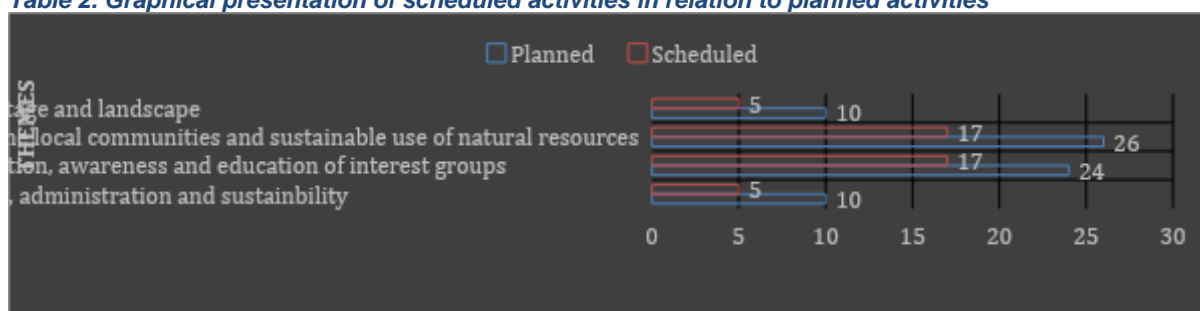 Table 2. Graphical presentation of scheduled activities in relation to planned activities
Planned Scheduled
THEMES
and landscape
5
10
local communities and sustainable use of natural resources
17
26
awareness and education of interest groups
17
24
, administration and sustainbility
5
10
0 5 10 15 20 25 30